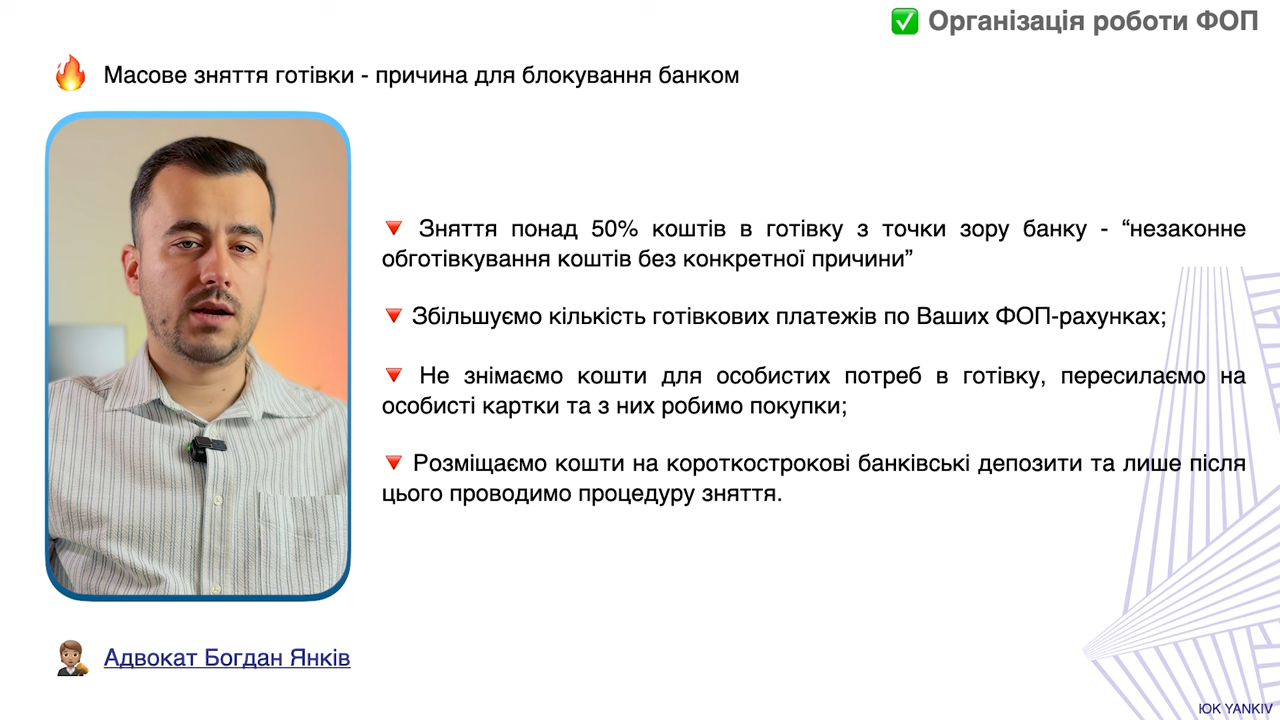 ✅ Організація роботи ФОП
🔥 Масове зняття готівки - причина для блокування банком
🔻 Зняття понад 50% коштів в готівку з точки зору банку - “незаконне
обготівкування коштів без конкретної причини”
🔻 Збільшуємо кількість готівкових платежів по Ваших ФОП-рахунках;
🔻 Не знімаємо кошти для особистих потреб в готівку, пересилаємо на
особисті картки та з них робимо покупки;
🔻 Розміщаємо кошти на короткострокові банківські депозити та лише після
цього проводимо процедуру зняття.
Адвокат Богдан Янків
ЮК YANKIV